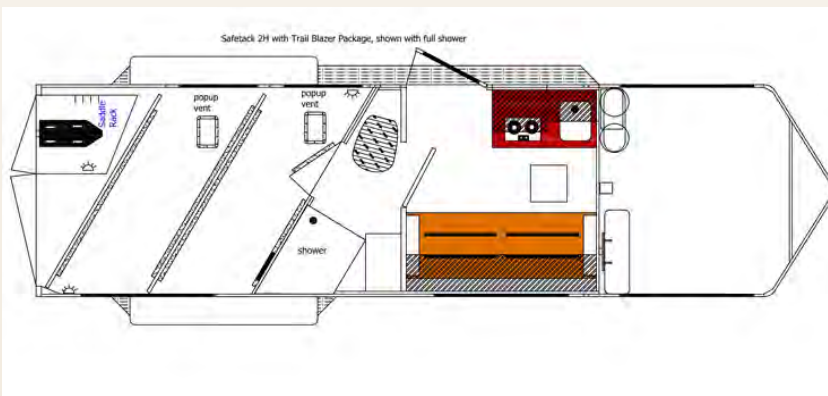 Safetack 2H with Trail Blazer Package, shown with full shower
popup
vent
popup
vent
Saddle
Rack
shower